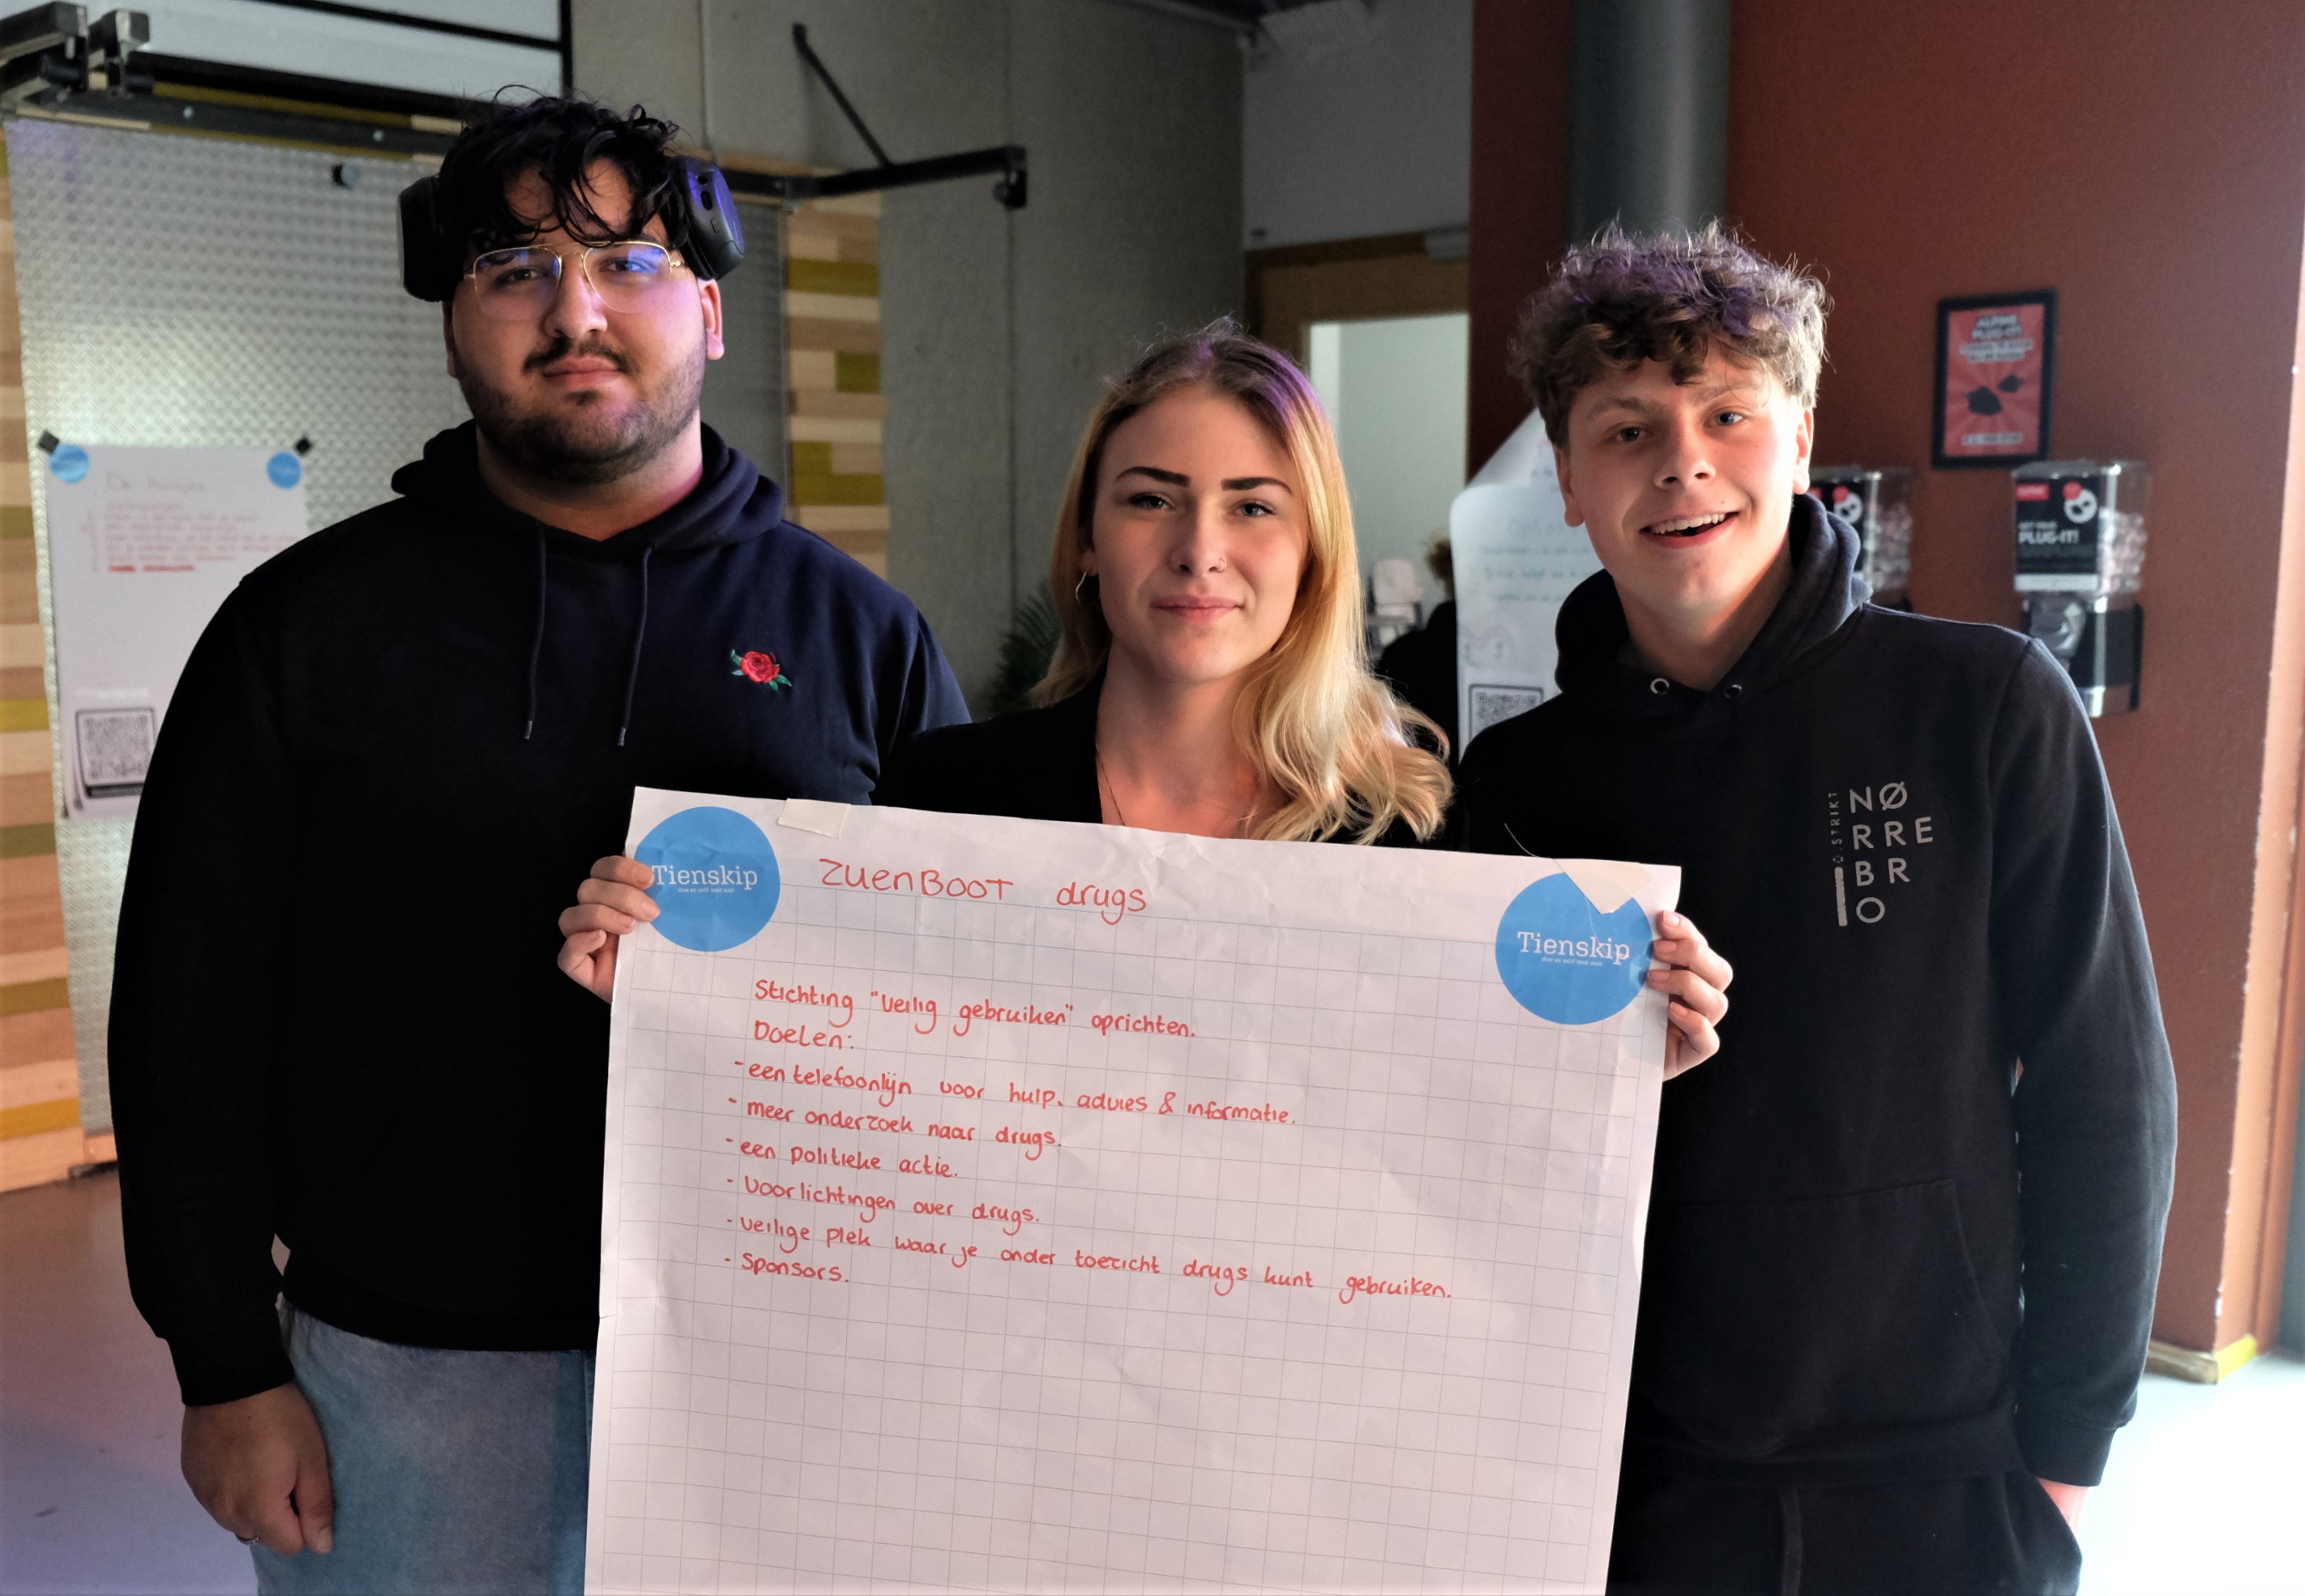 Tienskip
ZUENBOOT drugs
Tienskip
Stichting "veilig gebruiken" oprichten.
Doelen:
- een telefoonlijn voor hulp, advies & informatie.
- meer onderzoek naar drugs.
- een politieke actie.
- Voorlichtingen over drugs.
- veilige plek waar je onder toezicht drugs kunt gebruiken.
- Sponsors.
NØ
RRE
BR
O
PLUG-IT!